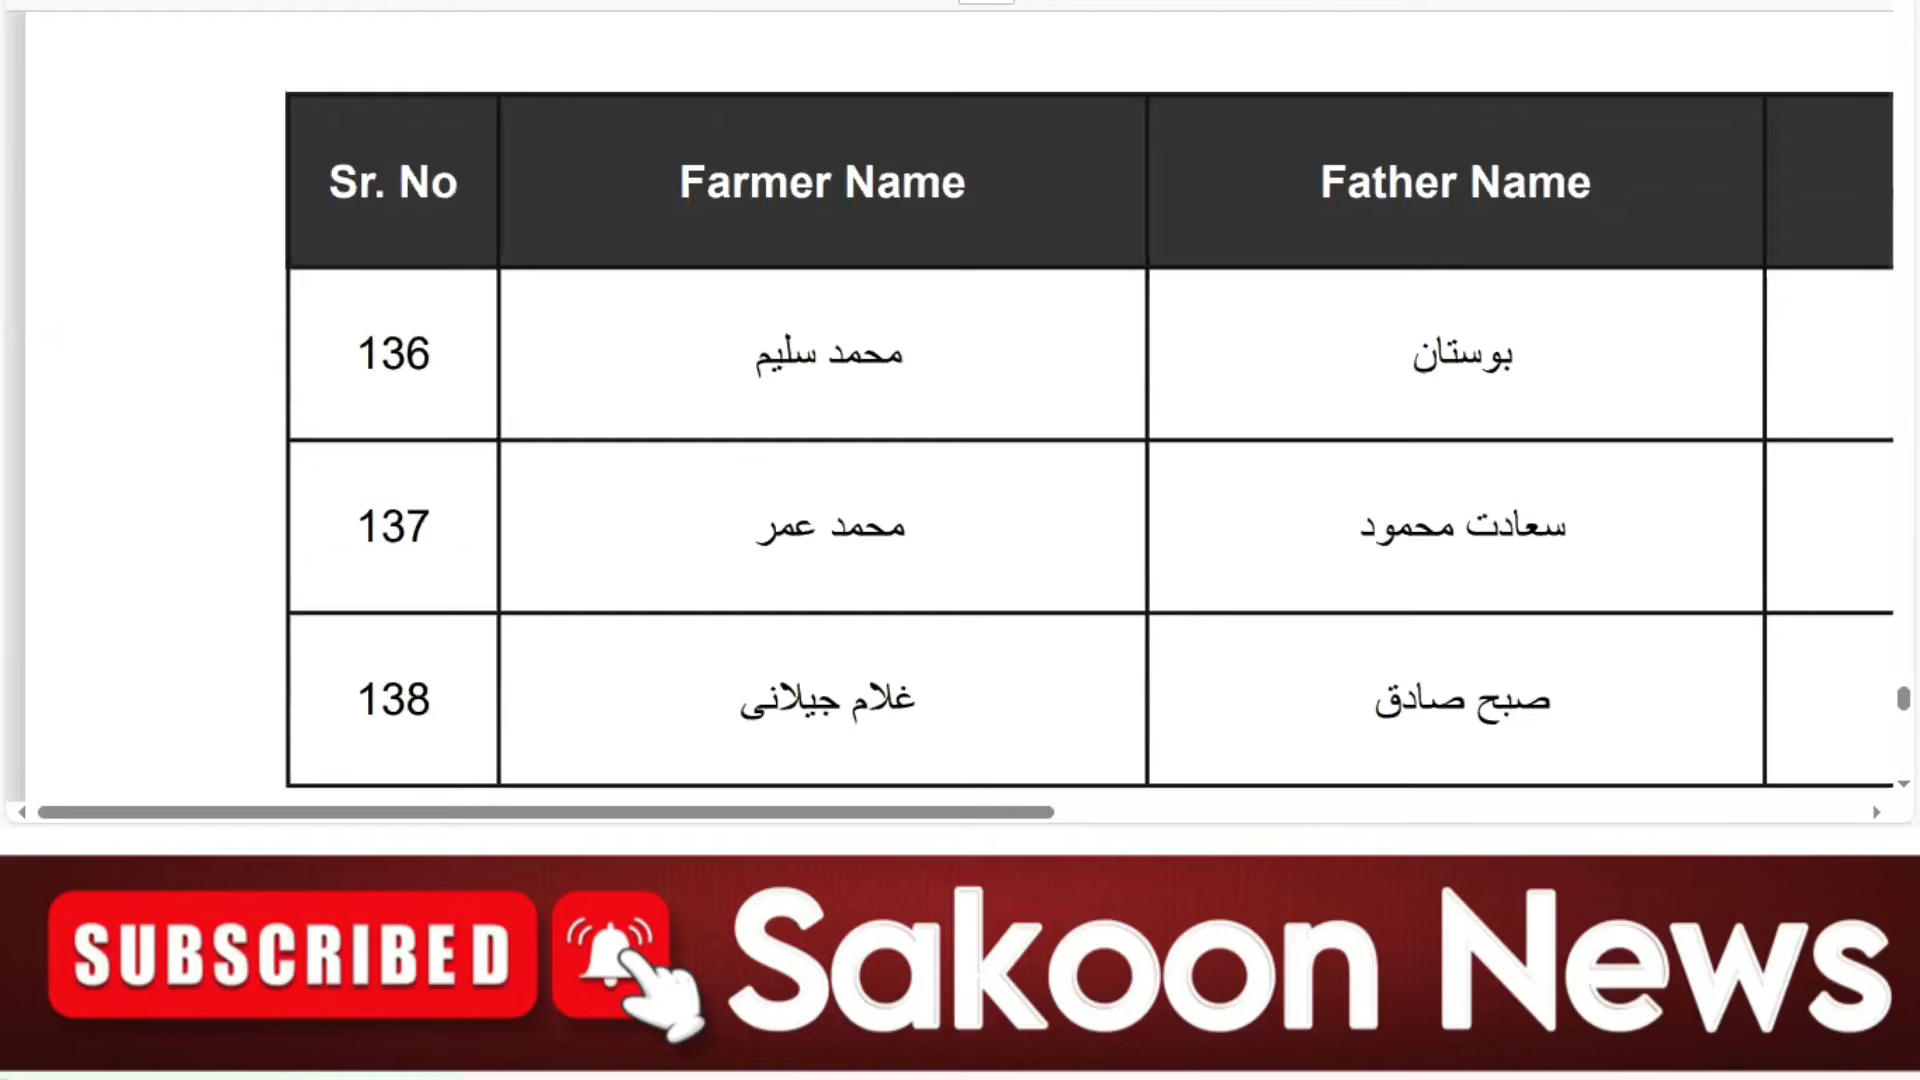 Sr. No Farmer Name Father Name
136 محمد سلیم بوستان
137 محمد عمر سعادت محمود
138 غلام جیلانی صبح صادق
SUBSCRIBED Sakoon News